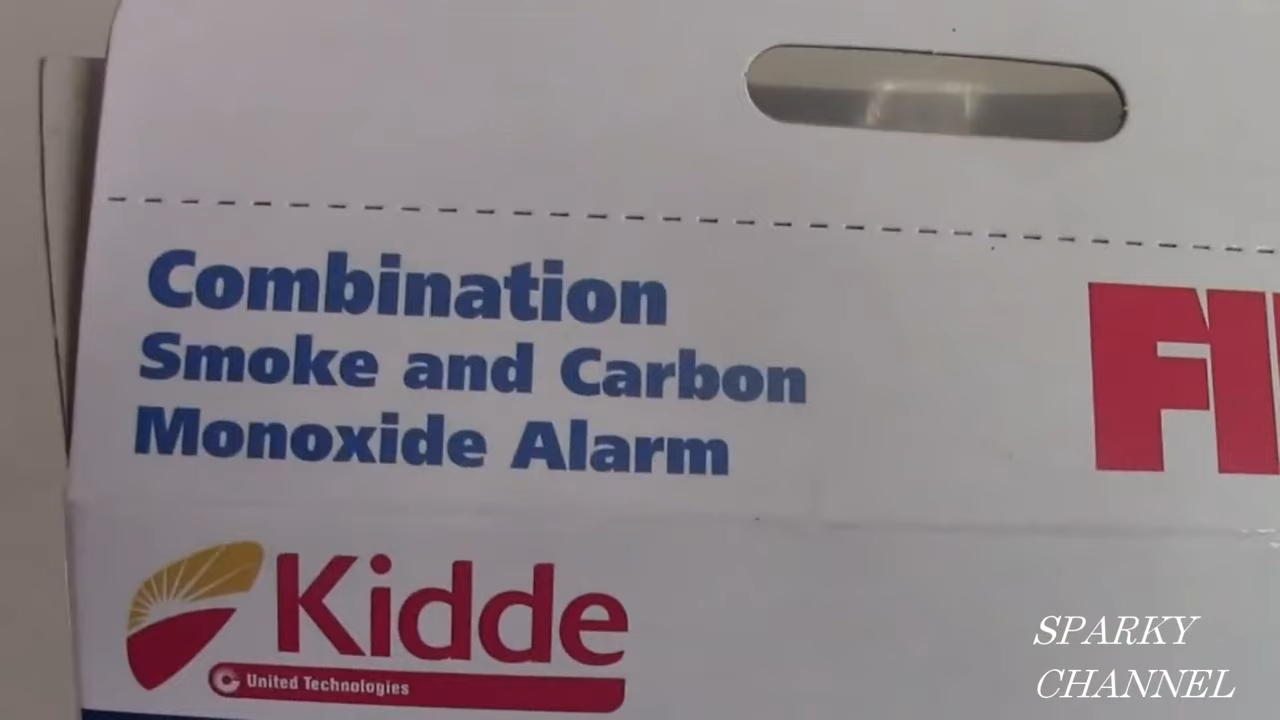 Combination
Smoke and Carbon
Monoxide Alarm
Kidde
United Technologies
SPARKY
CHANNEL